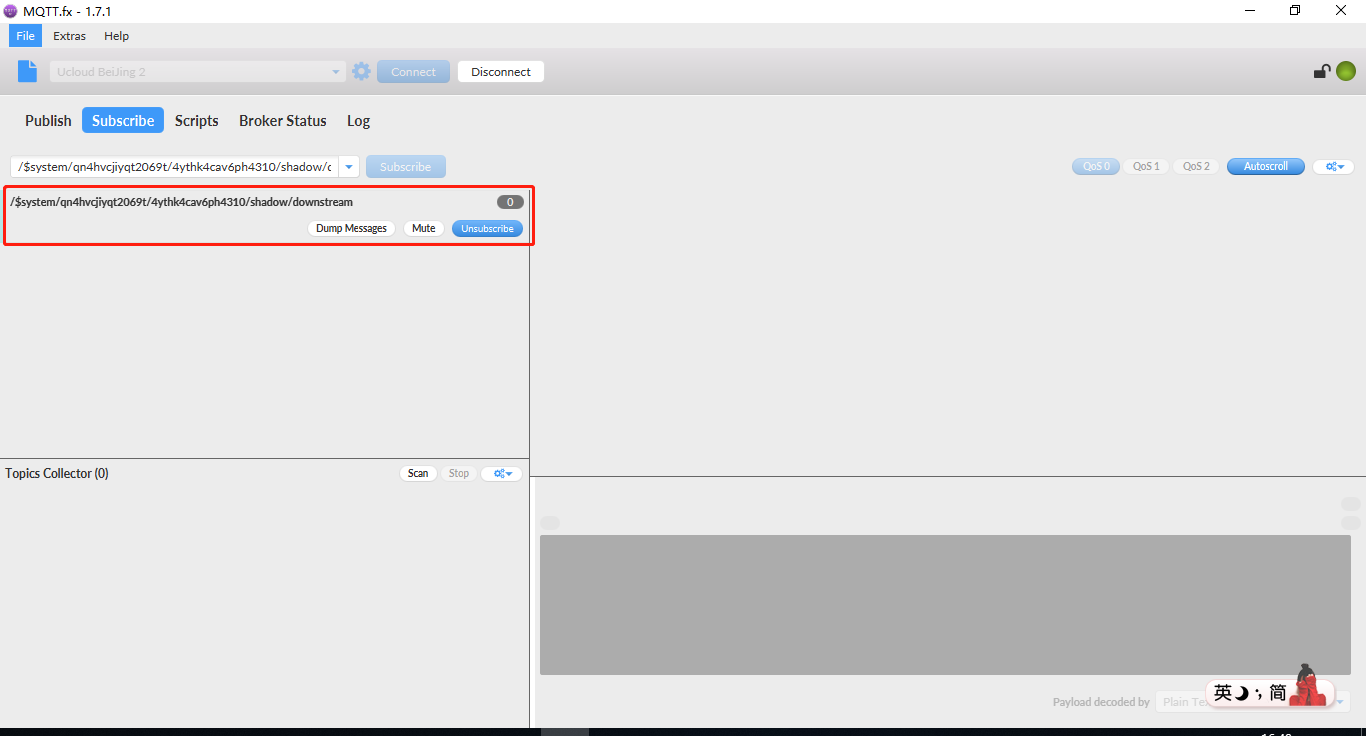 MQTT.fx - 1.7.1
File Extras Help
Ucloud BeiJing 2 Connect Disconnect
Publish Subscribe Scripts Broker Status Log
/$system/qn4hvcjiyqt2069t/4ythk4cav6ph4310/shadow/c Subscribe QoS 0 QoS 1 QoS 2 Autoscroll
/$system/qn4hvcjiyqt2069t/4ythk4cav6ph4310/shadow/downstream 0
Dump Messages Mute Unsubscribe
Topics Collector (0) Scan Stop
英 ·, 简
Payload decoded by Plain